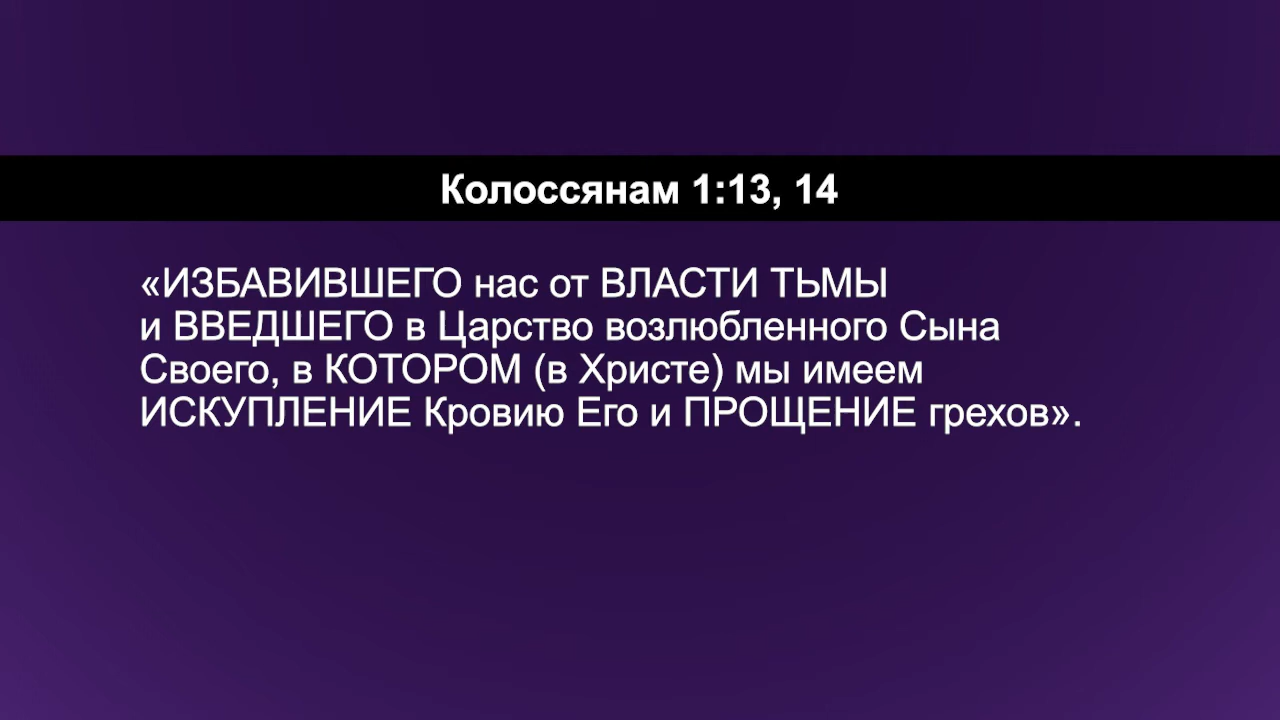 Колоссянам 1:13, 14
«ИЗБАВИВШЕГО нас от ВЛАСТИ ТЬМЫ
и ВВЕДШЕГО в Царство возлюбленного Сына
Своего, в КОТОРОМ (в Христе) мы имеем
ИСКУПЛЕНИЕ Кровию Его и ПРОЩЕНИЕ грехов».